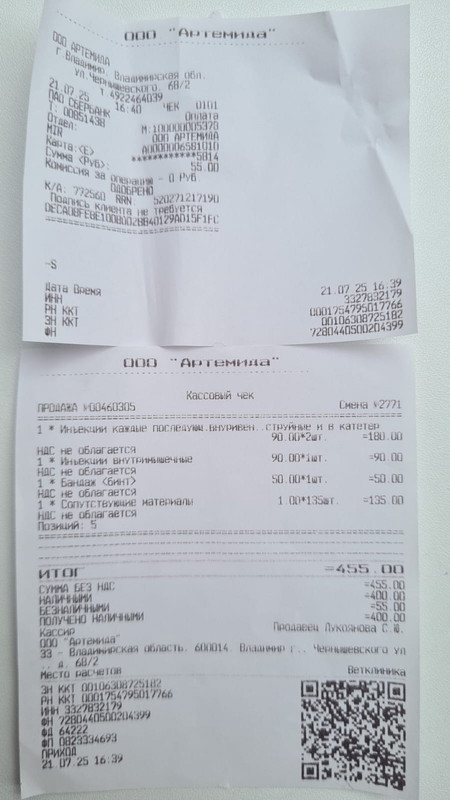 ООО "Артемида"
ООО АРТЕМИДА
г Владимир, Владимирская обл.
ул.Чернышевского, 68/2
т.4922464039
21.07.25 16:40 ЧЕК 0101
ПАО СБЕРБАНК Оплата
Т: 00851438 М:100000005370
Отдел: ООО АРТЕМИДА
MIR A0000006581010
Карта:<E> ************5814
Сумма <Руб>: 55.00
Комиссия за операцию - 0 Руб
ОДОБРЕНО
К/А: 772560 RRN 520271217190
Подпись клиента не требуется
~S
Дата Время 21.07.25 16:39
ИНН 3327832179
РН ККТ 0001754795017766
ЗН ККТ 00106308725182
ФН 7280440500204399
ООО "Артемида"
Кассовый чек
ПРОДАЖА №00460305 Смена №2771
1 * Инъекции каждые последующ.внуривен..струйные и в катетер
90.00*2шт. =180.00
НДС не облагается
1 * Инъекции внутримышечные 90.00*1шт. =90.00
НДС не облагается
1 * Бандаж <бинт> 50.00*1шт. =50.00
НДС не облагается
1 * Сопутствующие материалы 1.00*135шт. =135.00
НДС не облагается
Позиций: 5
ИТОГ =455.00
СУММА БЕЗ НДС =455.00
НАЛИЧНЫМИ =400.00
БЕЗНАЛИЧНЫМИ =55.00
ПОЛУЧЕНО НАЛИЧНЫМИ =400.00
Кассир Продавец Лукоянова С.Ю.
ООО "Артемида"
33 - Владимирская область, 600014, Владимир г., Чернышевского ул
., д. 68/2
Место расчетов Ветклиника
ЗН ККТ 00106308725182
РН ККТ 0001754795017766
ИНН 3327832179
ФН 7280440500204399
ФД 64222
ФП 0823334693
ПРИХОД
21.07.25 16:39